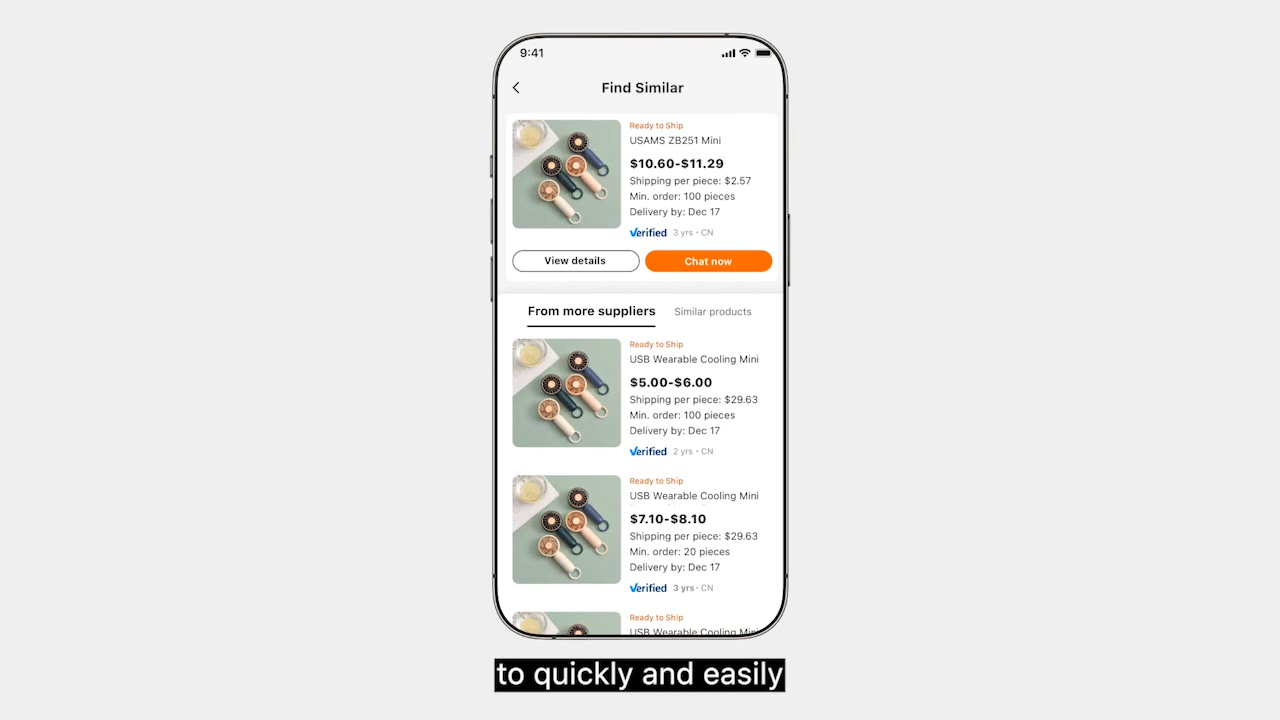 9:41
Find Similar
Ready to Ship
USAMS ZB251 Mini
$10.60-$11.29
Shipping per piece: $2.57
Min. order: 100 pieces
Delivery by: Dec 17
Verified 3 yrs · CN
View details
Chat now
From more suppliers
Similar products
Ready to Ship
USB Wearable Cooling Mini
$5.00-$6.00
Shipping per piece: $29.63
Min. order: 100 pieces
Delivery by: Dec 17
Verified 2 yrs · CN
Ready to Ship
USB Wearable Cooling Mini
$7.10-$8.10
Shipping per piece: $29.63
Min. order: 20 pieces
Delivery by: Dec 17
Verified 3 yrs · CN
Ready to Ship
USB Wearable Cooling Mini
to quickly and easily